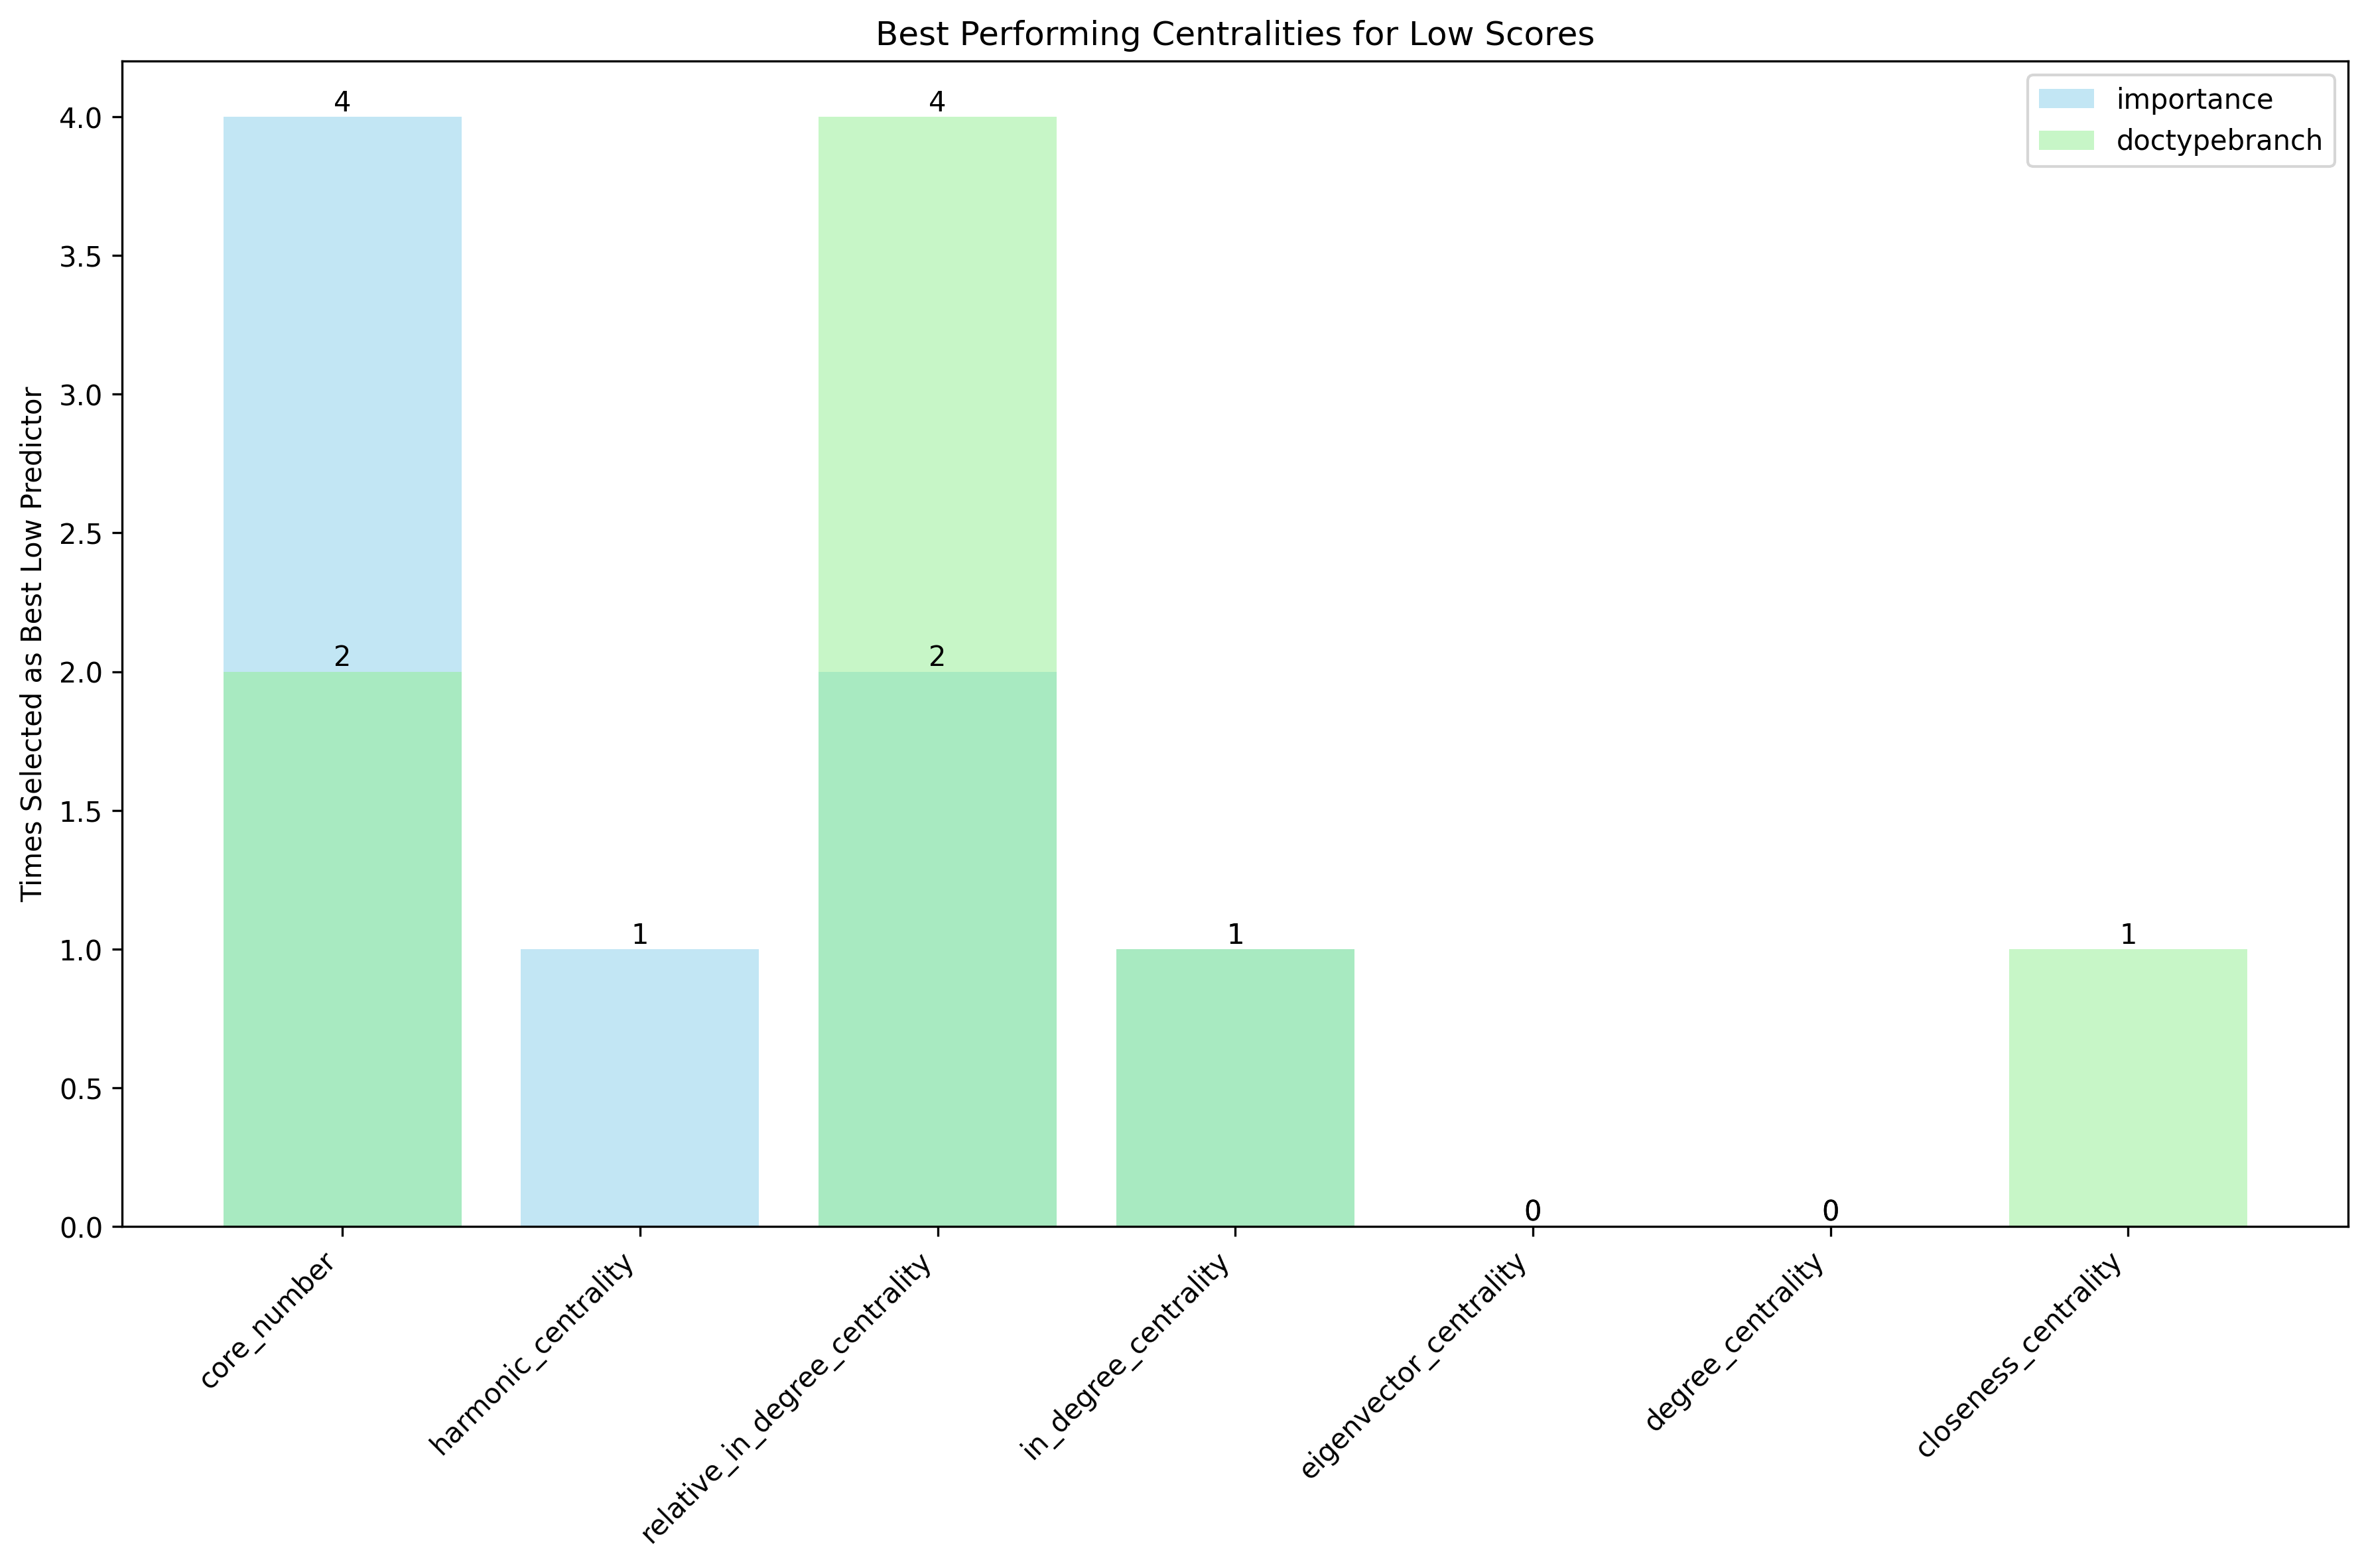 Best Performing Centralities for Low Scores
importance
doctypebranch
Times Selected as Best Low Predictor
4.0
3.5
3.0
2.5
2.0
1.5
1.0
0.5
0.0
4
2
1
4
2
1
0
0
1
core_number
harmonic_centrality
relative_in_degree_centrality
in_degree_centrality
eigenvector_centrality
degree_centrality
closeness_centrality